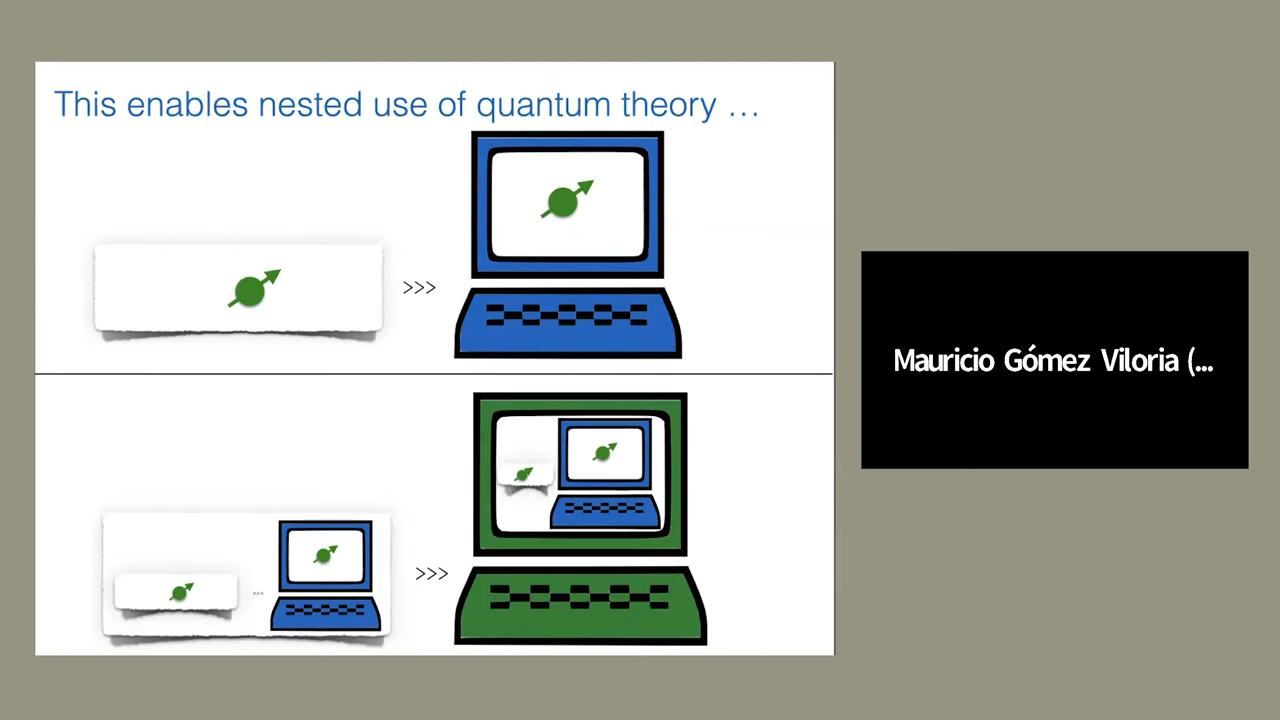 This enables nested use of quantum theory …
>>>
>>>
>>>
Mauricio Gómez Viloria (...